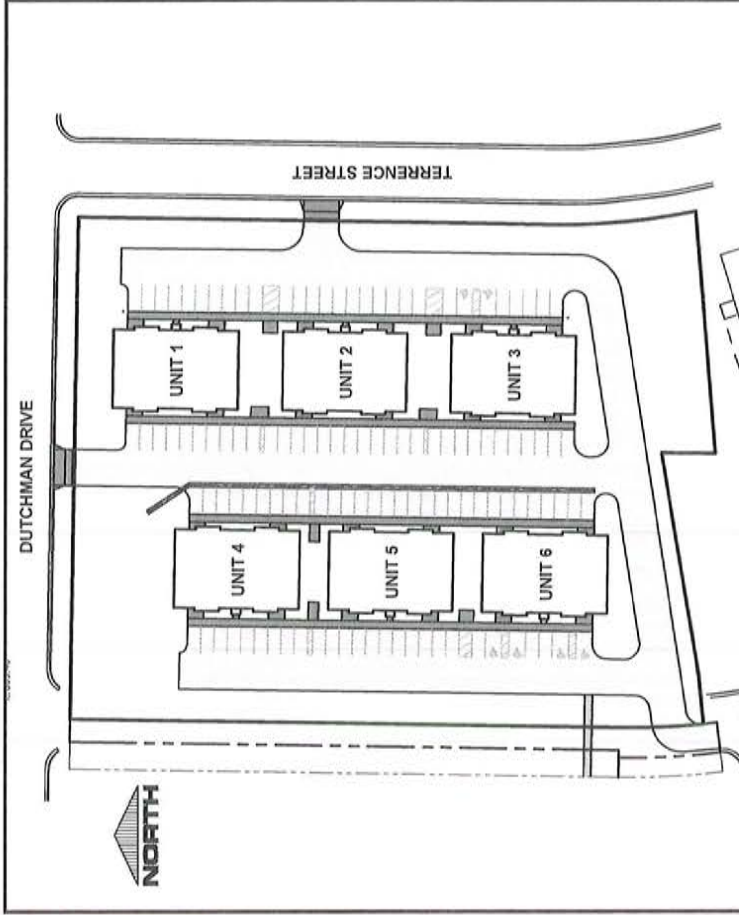 DUTCHMAN DRIVE
TERRENCE STREET
UNIT 1
UNIT 2
UNIT 3
UNIT 4
UNIT 5
UNIT 6
NORTH